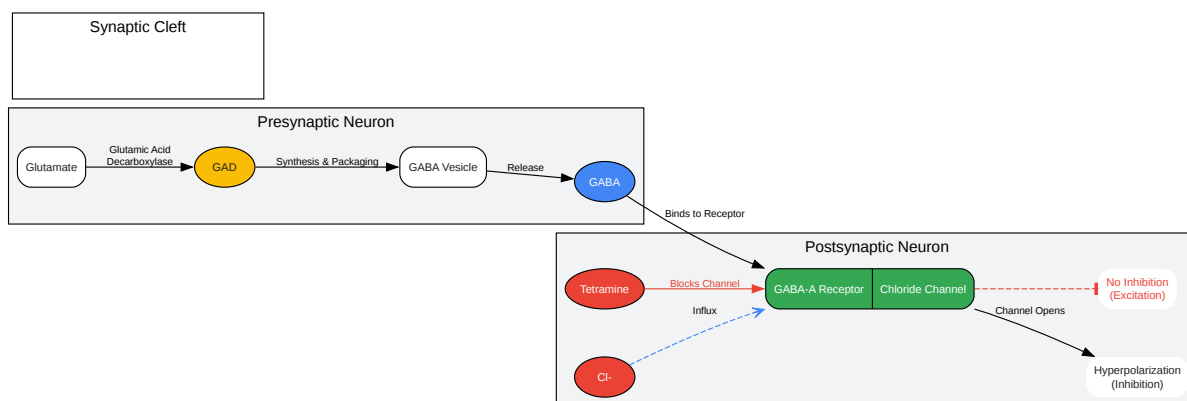 Synaptic Cleft
Presynaptic Neuron
Glutamate
Glutamic Acid
Decarboxylase
GAD
Synthesis & Packaging
GABA Vesicle
Release
GABA
Binds to Receptor
Postsynaptic Neuron
Tetramine
Blocks Channel
GABA-A Receptor
Chloride Channel
No Inhibition
(Excitation)
Influx
Channel Opens
Cl-
Hyperpolarization
(Inhibition)